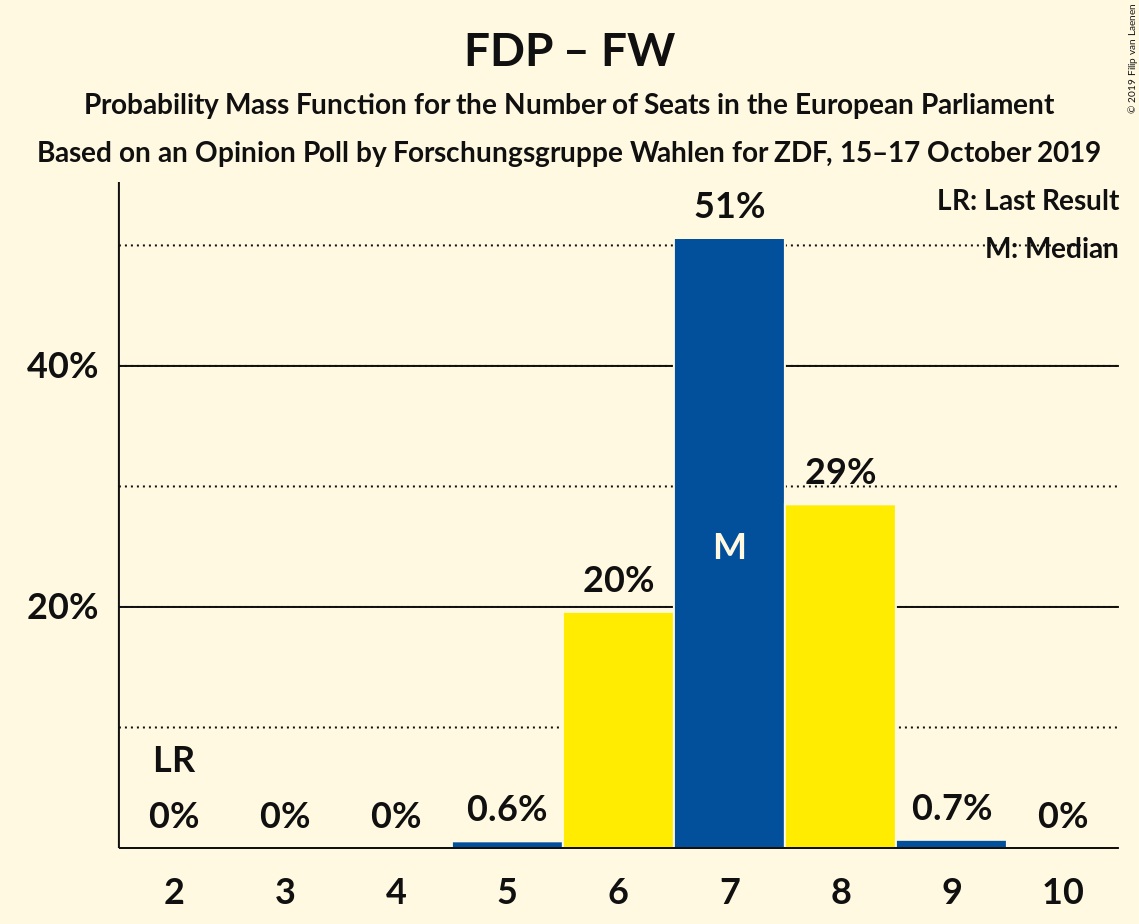 FDP – FW
Probability Mass Function for the Number of Seats in the European Parliament
Based on an Opinion Poll by Forschungsgruppe Wahlen for ZDF, 15–17 October 2019
© 2019 Filip van Laenen
LR: Last Result
M: Median
51%
40%
29%
M
20%
20%
LR
0%
0%
0%
0.6%
0.7%
0%
2
3
4
5
6
7
8
9
10